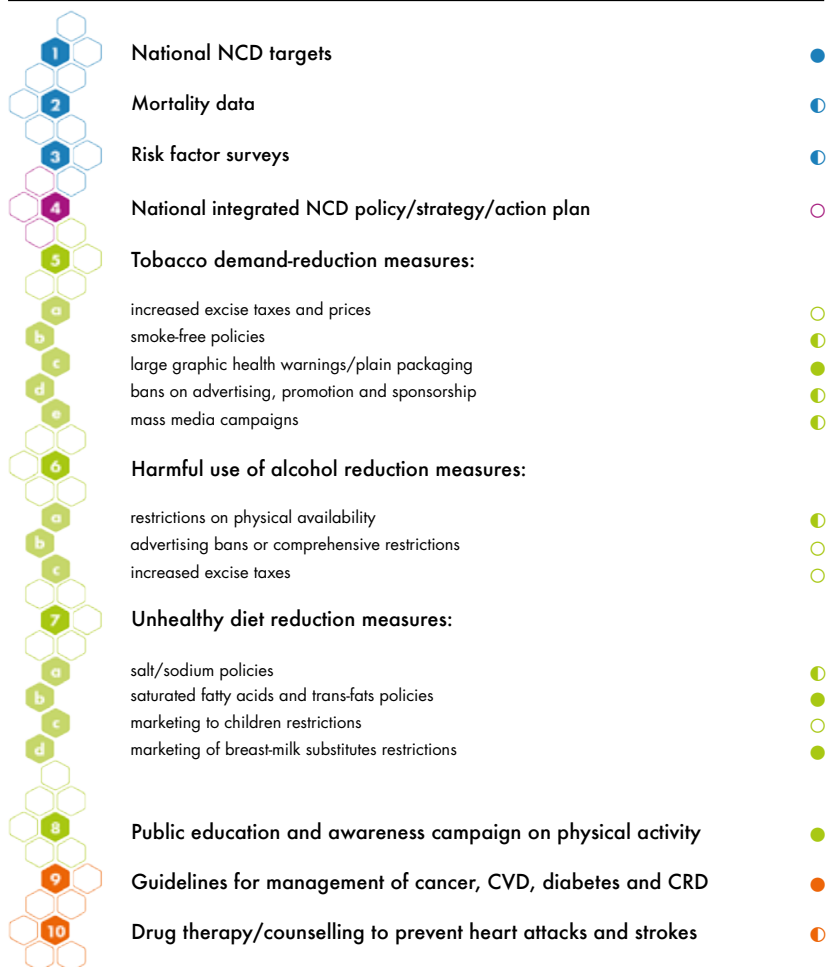 1 National NCD targets ●
2 Mortality data ◐
3 Risk factor surveys ◐
4 National integrated NCD policy/strategy/action plan ○
5 Tobacco demand-reduction measures:
a increased excise taxes and prices ○
b smoke-free policies ◐
c large graphic health warnings/plain packaging ●
d bans on advertising, promotion and sponsorship ◐
e mass media campaigns ◐
6 Harmful use of alcohol reduction measures:
a restrictions on physical availability ◐
b advertising bans or comprehensive restrictions ○
c increased excise taxes ○
7 Unhealthy diet reduction measures:
a salt/sodium policies ◐
b saturated fatty acids and trans-fats policies ●
c marketing to children restrictions ○
d marketing of breast-milk substitutes restrictions ●
8 Public education and awareness campaign on physical activity ●
9 Guidelines for management of cancer, CVD, diabetes and CRD ●
10 Drug therapy/counselling to prevent heart attacks and strokes ◐